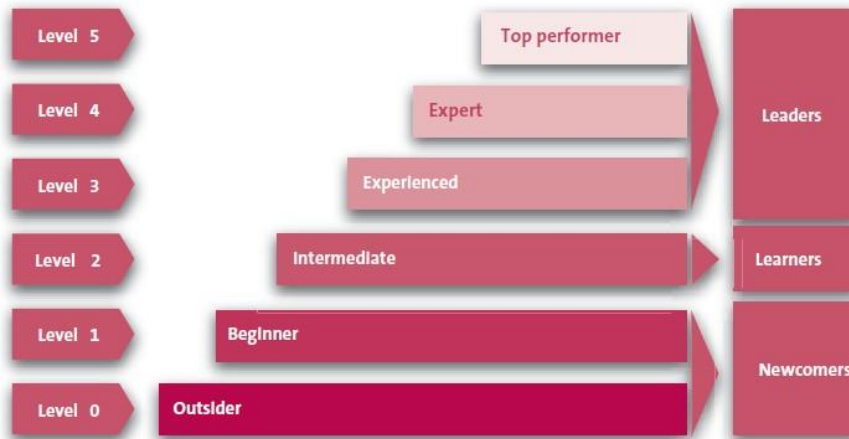 Level 5
Top performer
Level 4
Expert
Leaders
Level 3
Experienced
Level 2
Intermediate
Learners
Level 1
Beginner
Newcomers
Level 0
Outsider